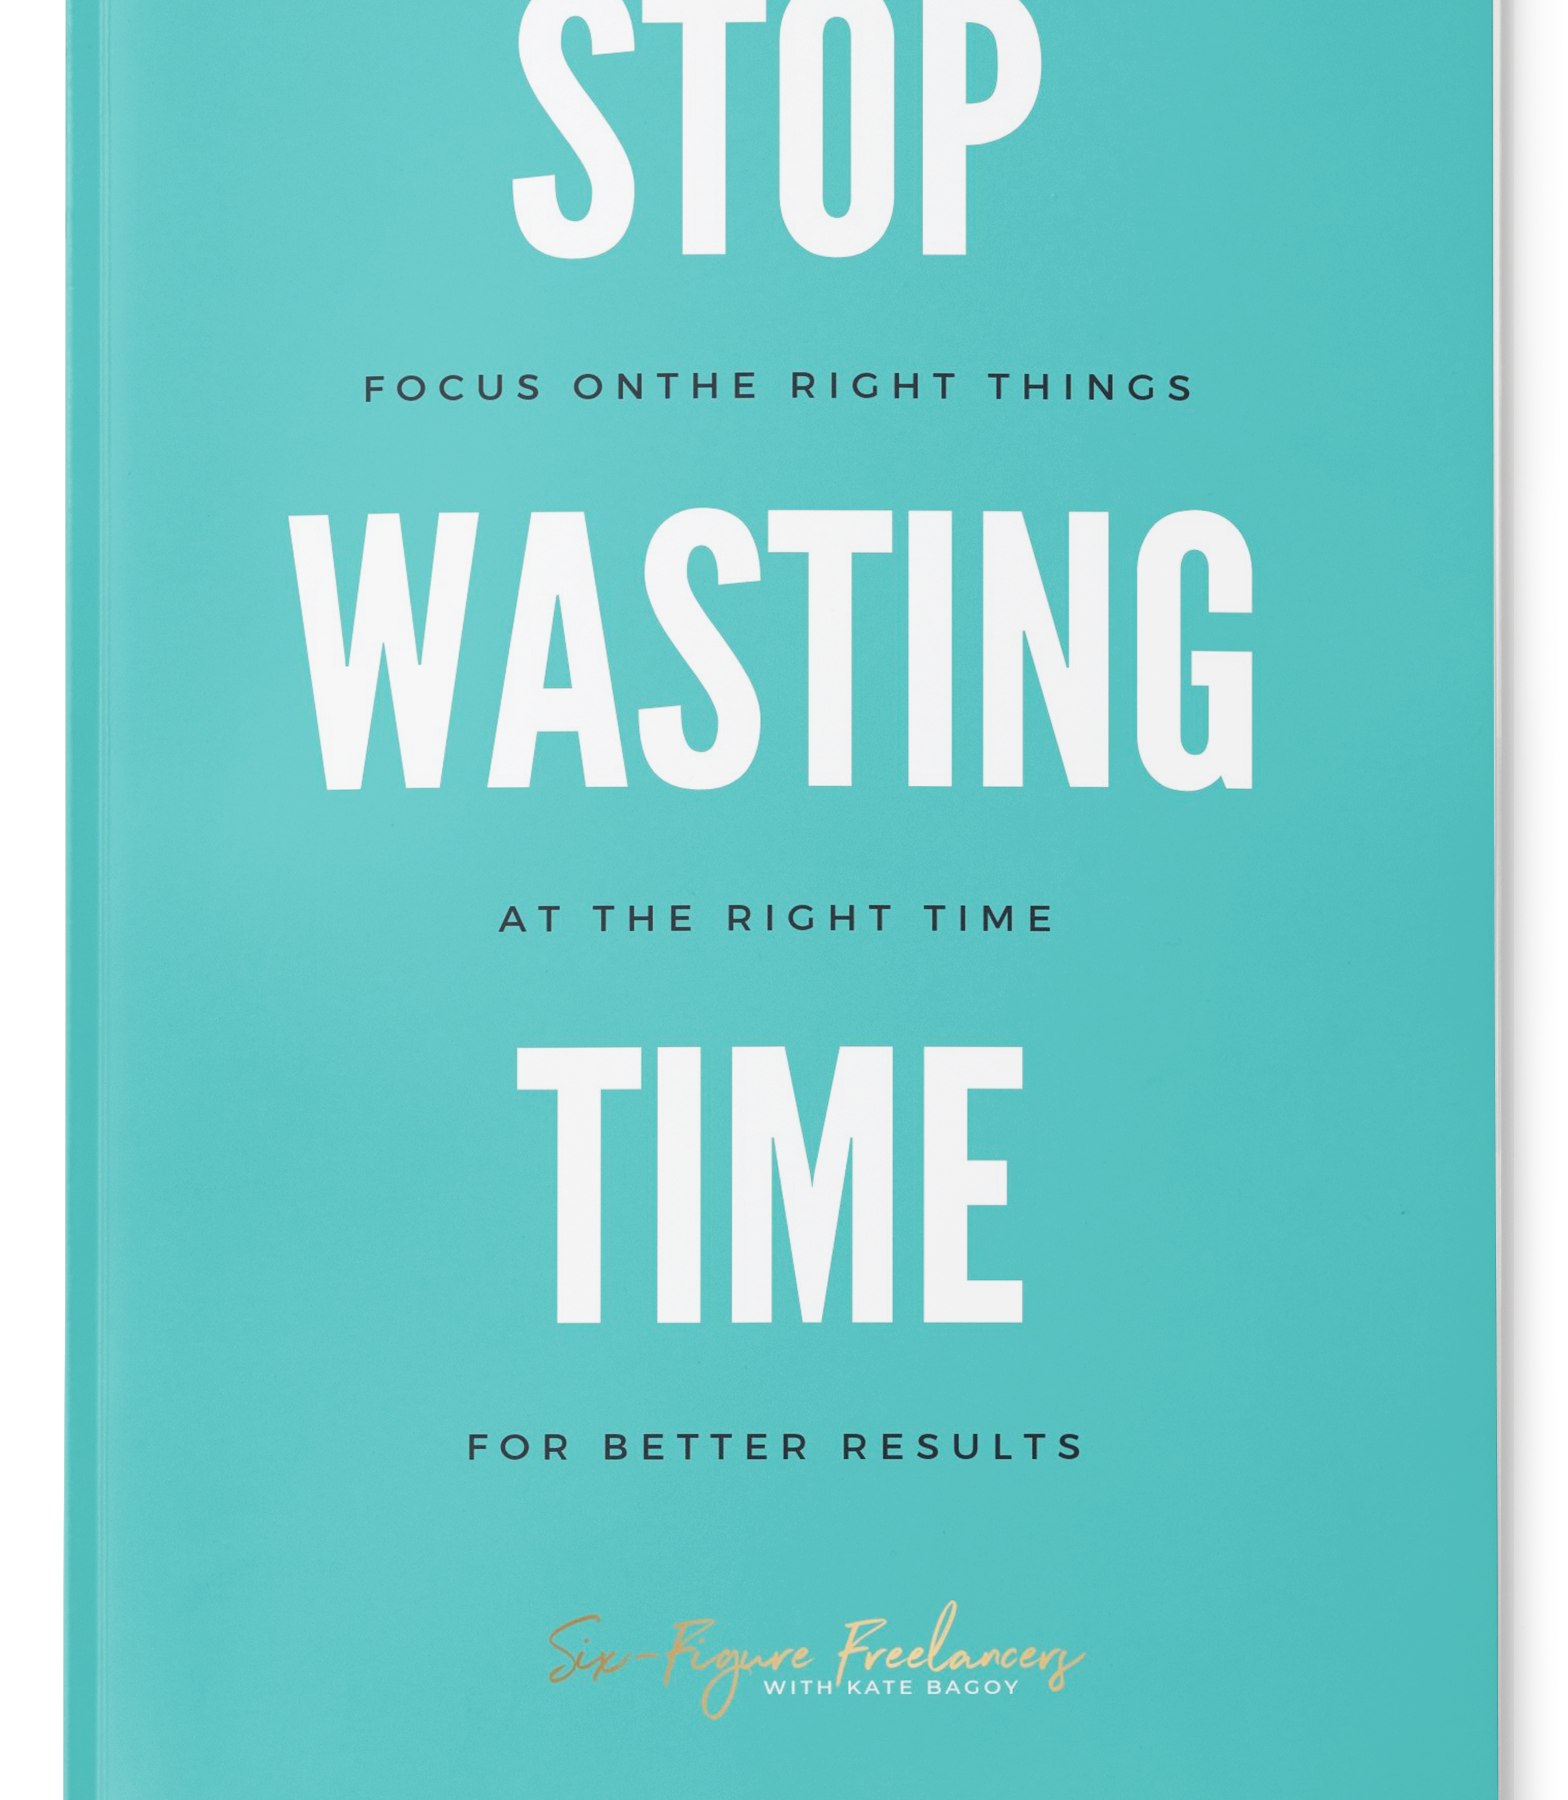 STOP
FOCUS ONTHE RIGHT THINGS
WASTING
AT THE RIGHT TIME
TIME
FOR BETTER RESULTS
Six-Figure Freelancers
WITH KATE BAGOY